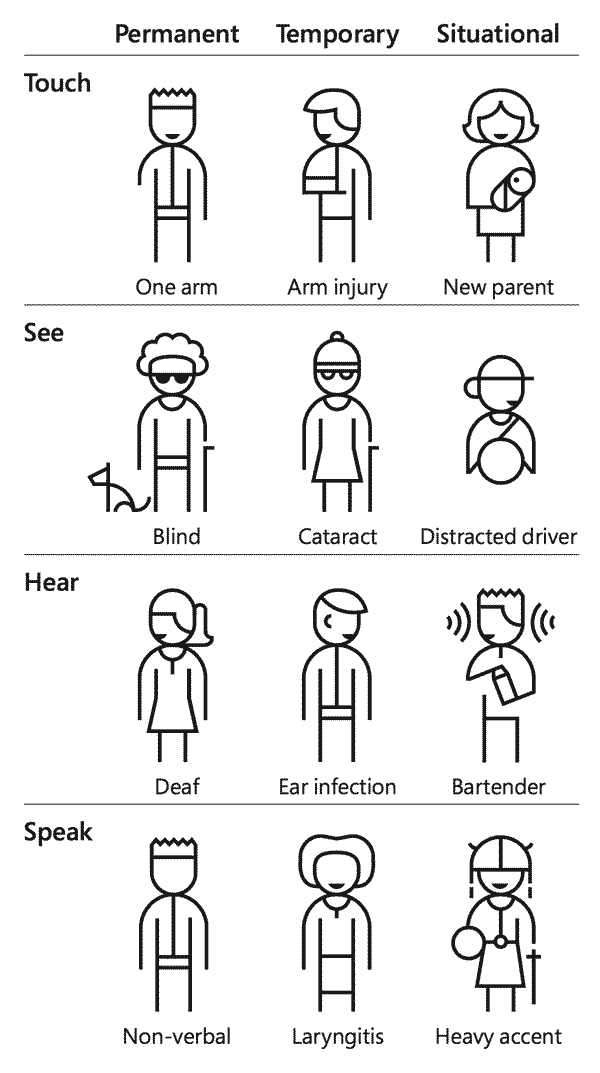 Permanent Temporary Situational
Touch
One arm Arm injury New parent
See
Blind Cataract Distracted driver
Hear
Deaf Ear infection Bartender
Speak
Non-verbal Laryngitis Heavy accent